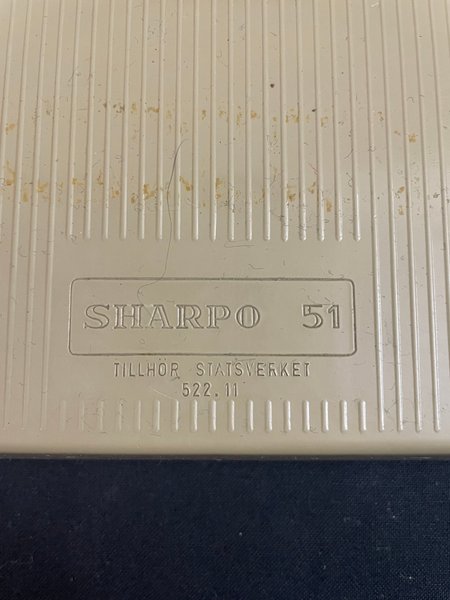 SHARPO 51
TILLHÖR STATSVERKET
522.11